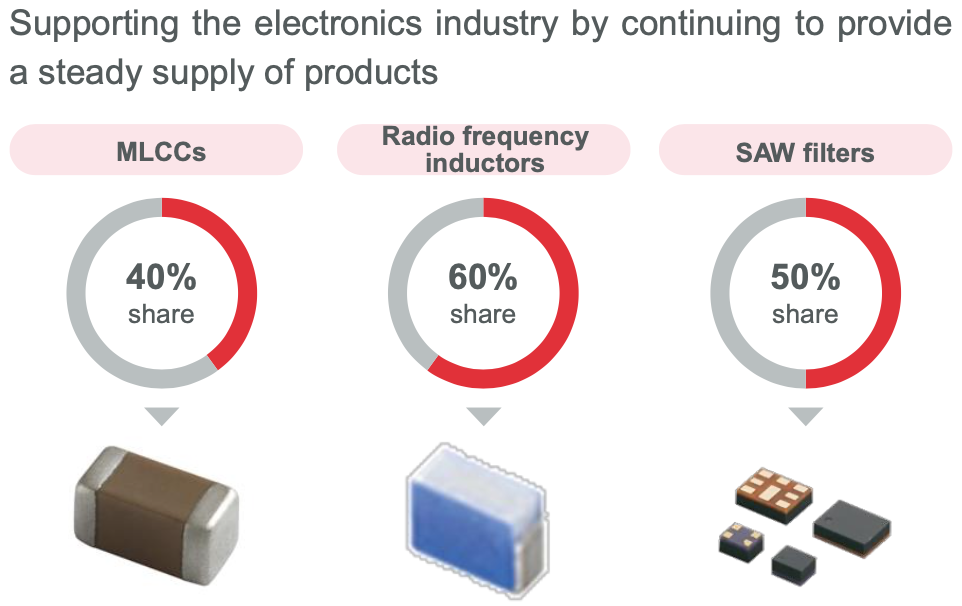 Supporting the electronics industry by continuing to provide
a steady supply of products
MLCCs
Radio frequency
inductors
SAW filters
40%
share
60%
share
50%
share